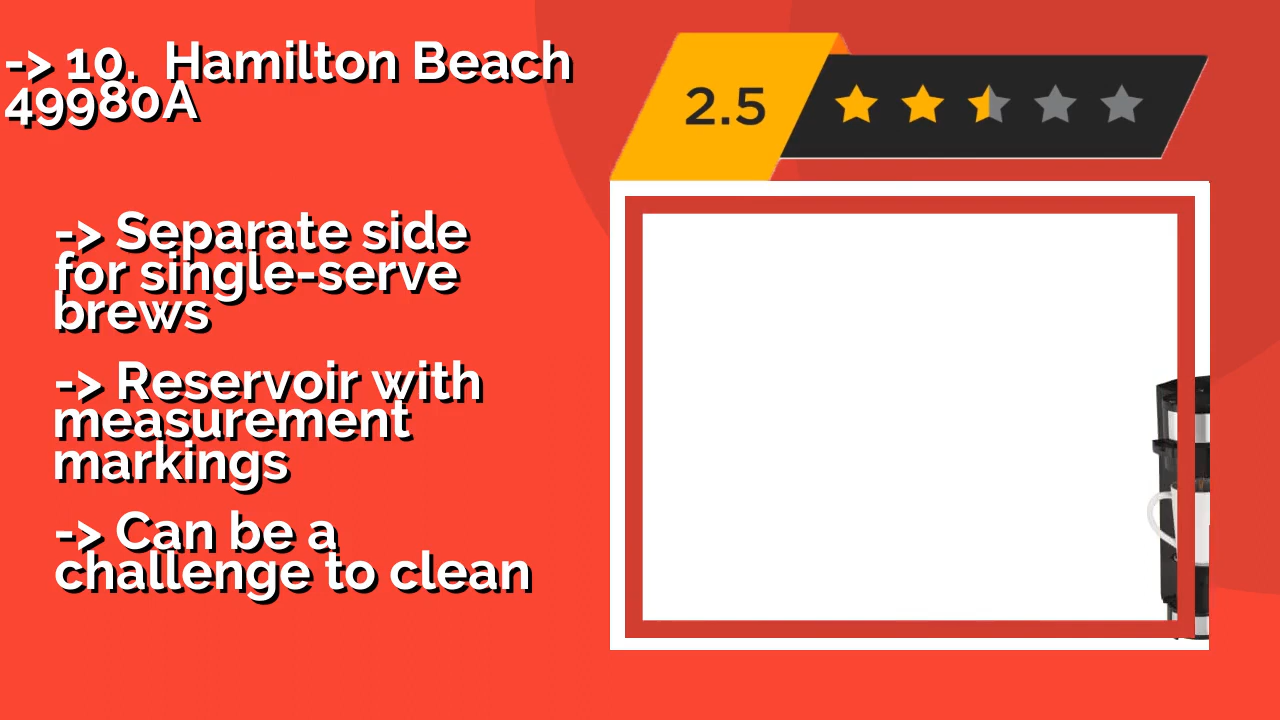 -> 10.  Hamilton Beach
49980A
2.5
-> Separate side
for single-serve
brews
-> Reservoir with
measurement
markings
-> Can be a
challenge to clean